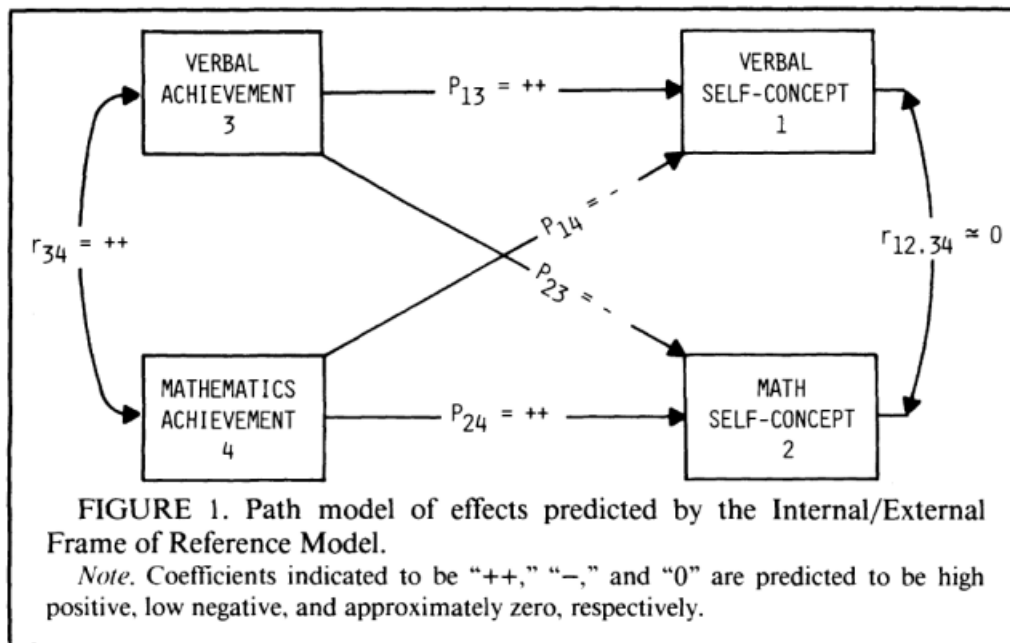 VERBAL
ACHIEVEMENT
3
P13 = ++
VERBAL
SELF-CONCEPT
1
r34 = ++
P14 = -
P23 = -
r12.34 ≃ 0
MATHEMATICS
ACHIEVEMENT
4
P24 = ++
MATH
SELF-CONCEPT
2
FIGURE 1. Path model of effects predicted by the Internal/External
Frame of Reference Model.
Note. Coefficients indicated to be “++,” “−,” and “0” are predicted to be high
positive, low negative, and approximately zero, respectively.